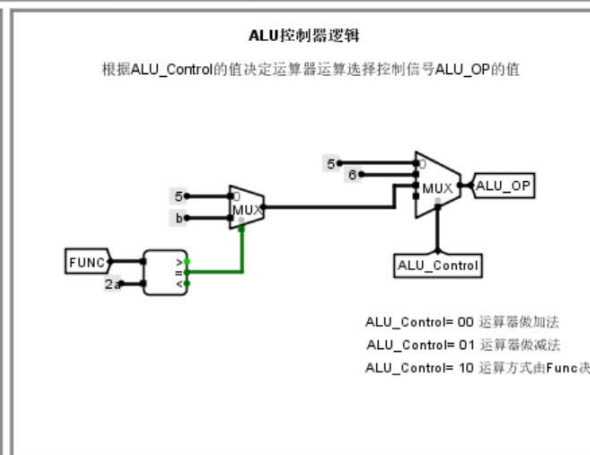 ALU控制器逻辑
根据ALU_Control的值决定运算器运算选择控制信号ALU_OP的值
5
6
0
MUX
ALU_OP
5
b
0
MUX
FUNC
2a
>
=
<
ALU_Control
ALU_Control= 00 运算器做加法
ALU_Control= 01 运算器做减法
ALU_Control= 10 运算方式由Func决